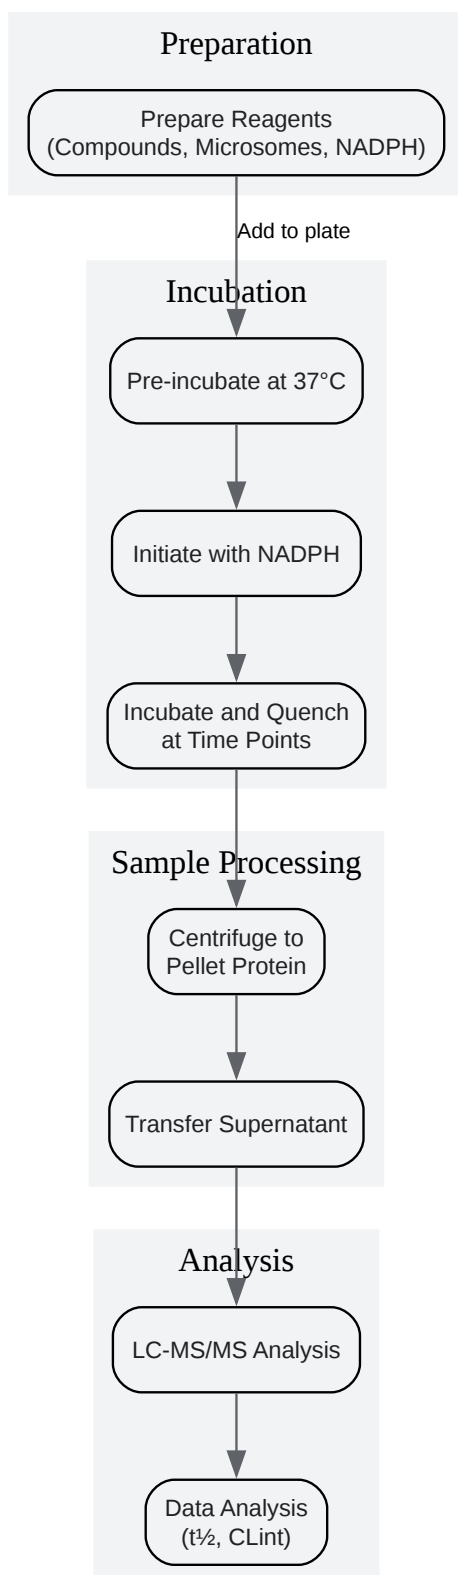 Preparation
Prepare Reagents
(Compounds, Microsomes, NADPH)
Add to plate
Incubation
Pre-incubate at 37°C
Initiate with NADPH
Incubate and Quench
at Time Points
Sample Processing
Centrifuge to
Pellet Protein
Transfer Supernatant
Analysis
LC-MS/MS Analysis
Data Analysis
(t½, CLint)